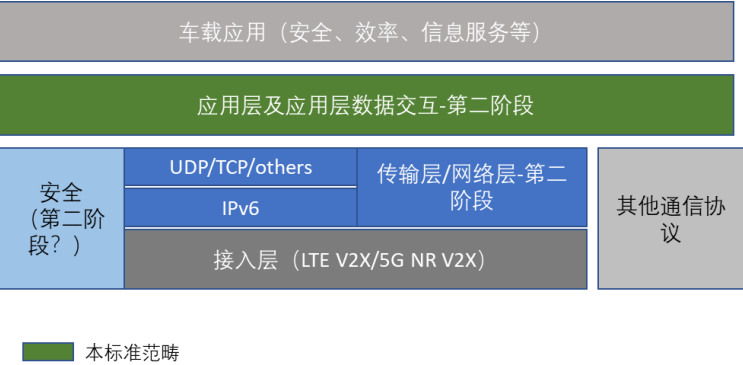 车载应用（安全、效率、信息服务等）
应用层及应用层数据交互-第二阶段
安全
（第二阶
段？）
UDP/TCP/others
IPv6
传输层/网络层-第二
阶段
接入层（LTE V2X/5G NR V2X）
其他通信协
议
本标准范畴